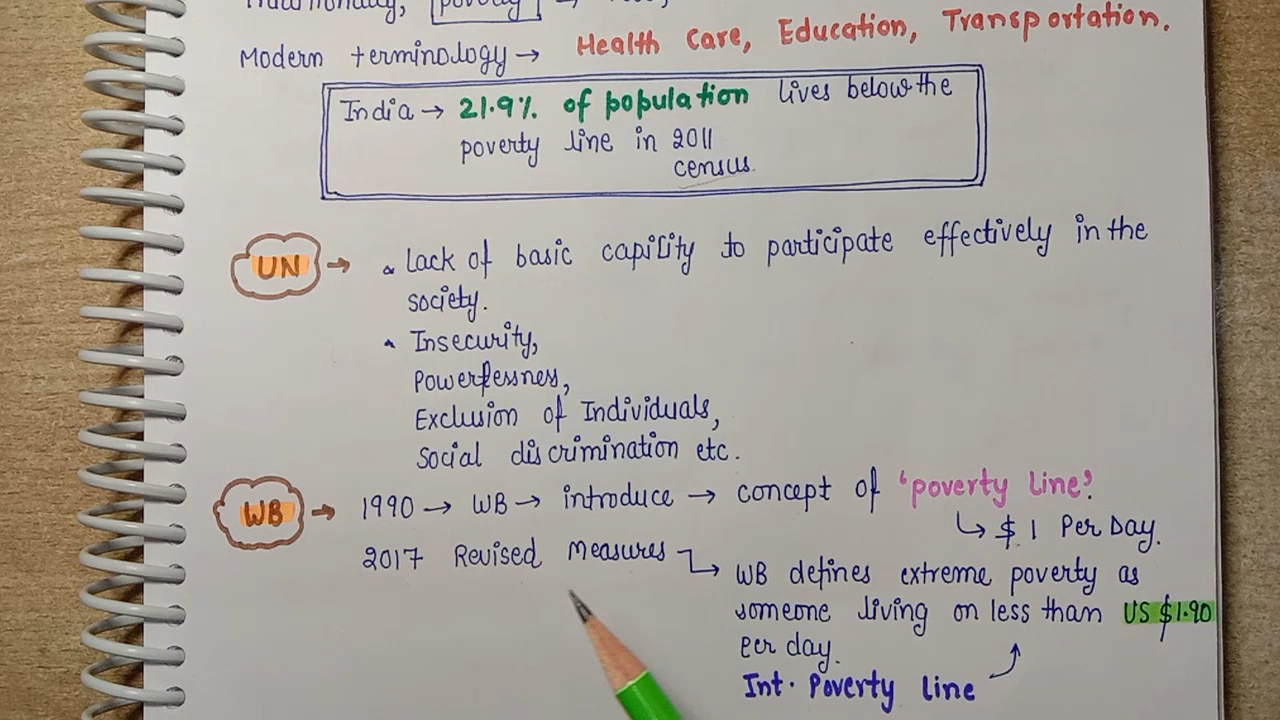 Traditionally, poverty →
Modern terminology → Health Care, Education, Transportation.
India → 21.9% of population lives below the
poverty line in 2011
census.
UN → Lack of basic capility to participate effectively in the
society.
Insecurity,
Powerlessness,
Exclusion of Individuals,
Social discrimination etc.
WB → 1990 → WB → introduce → concept of 'poverty line'.
↳ $ 1 Per Day.
2017 Revised Measures → WB defines extreme poverty as
someone living on less than US $1.90
per day.
Int. Poverty line